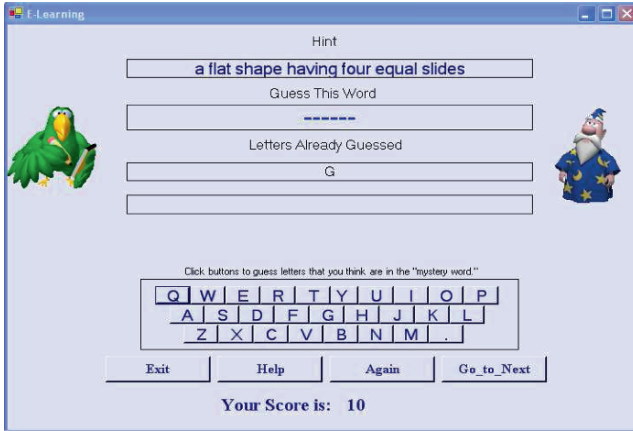 E-Learning
Hint
a flat shape having four equal slides
Guess This Word
------
Letters Already Guessed
G
Click buttons to guess letters that you think are in the "mystery word."
Q W E R T Y U I O P
A S D F G H J K L
Z X C V B N M .
Exit Help Again Go_to_Next
Your Score is: 10